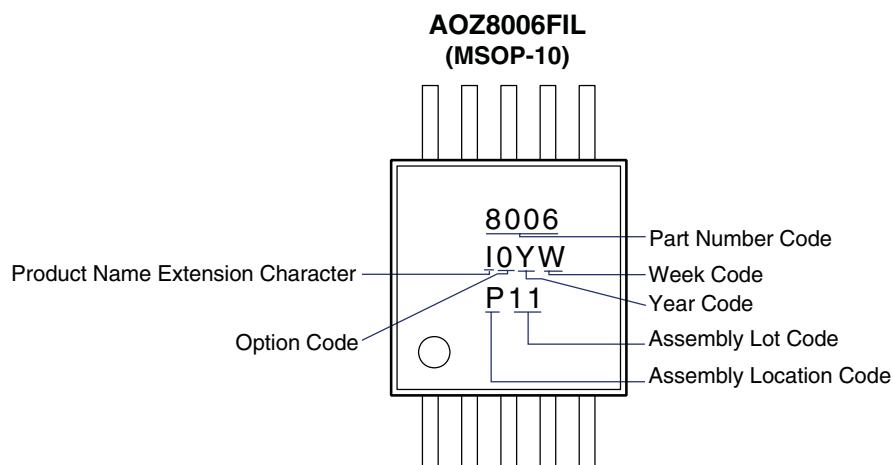 AOZ8006FIL
(MSOP-10)
8006
Part Number Code
I0YW
Product Name Extension Character
Week Code
Year Code
P11
Option Code
Assembly Lot Code
Assembly Location Code